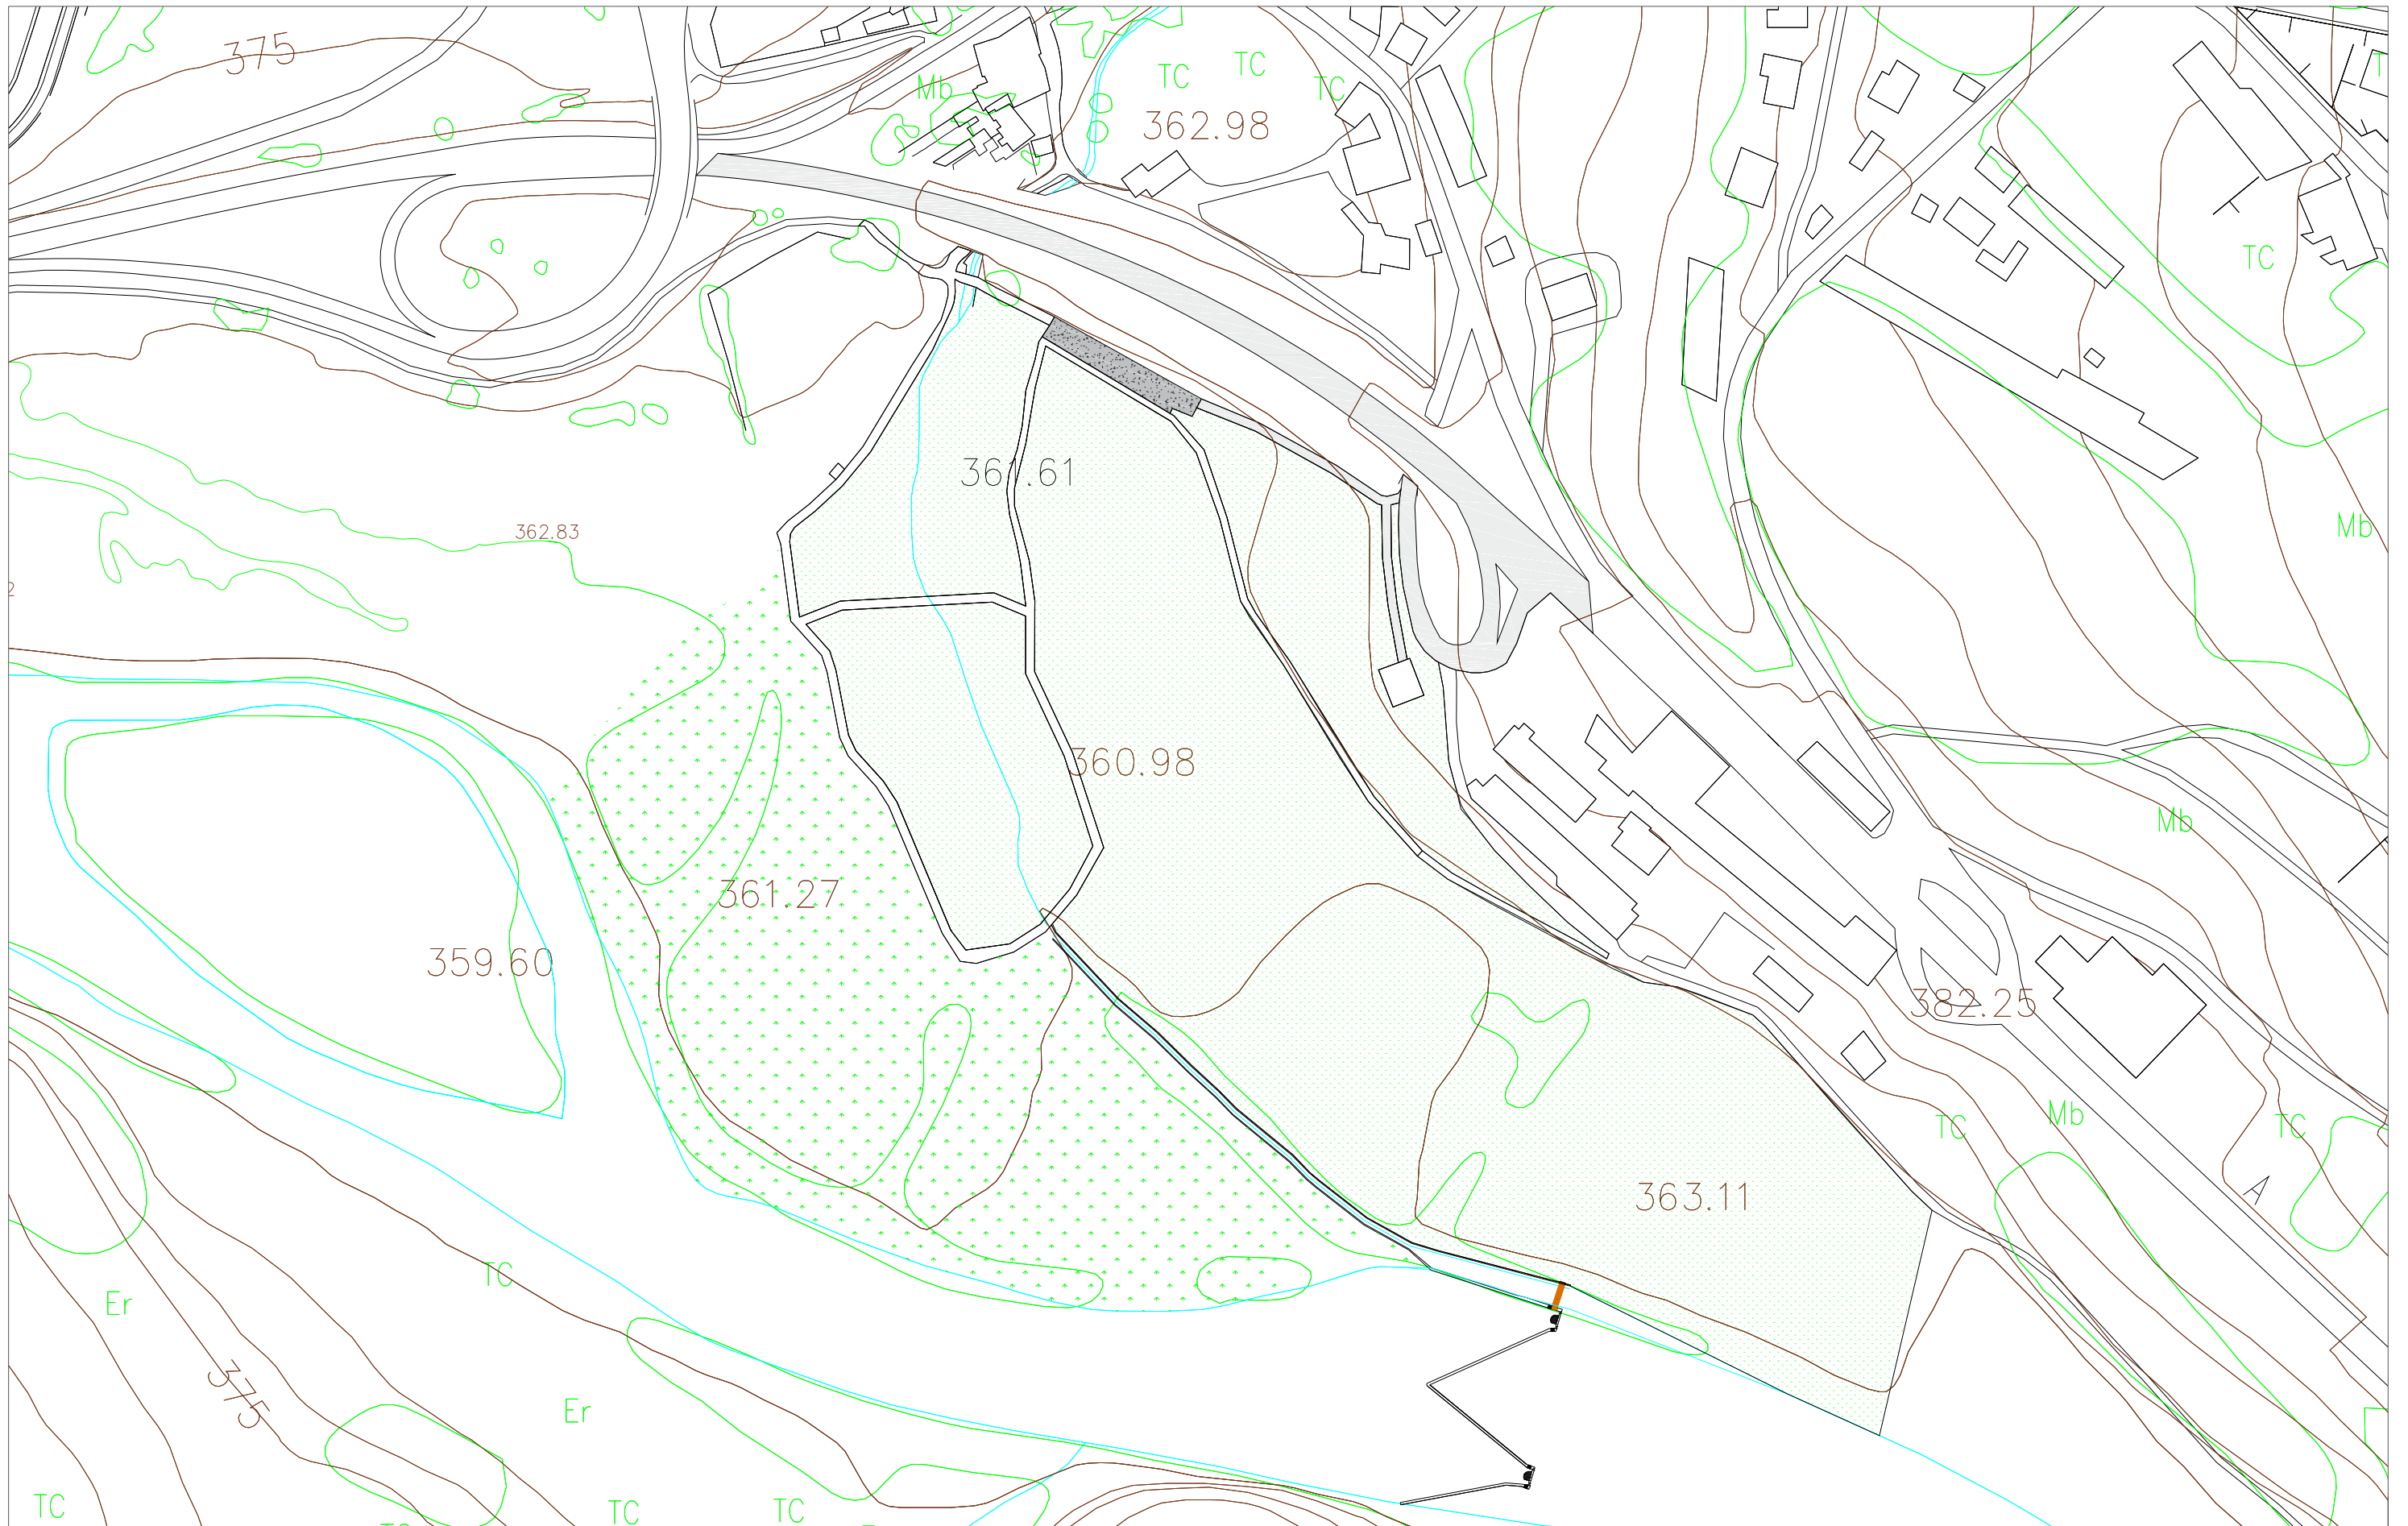 375
Mb
TC
TC
TC
362.98
TC
361.61
362.83
Mb
2
360.98
Mb
361.27
359.60
382.25
TC
Mb
TC
363.11
A
TC
Er
375
Er
TC
TC
TC